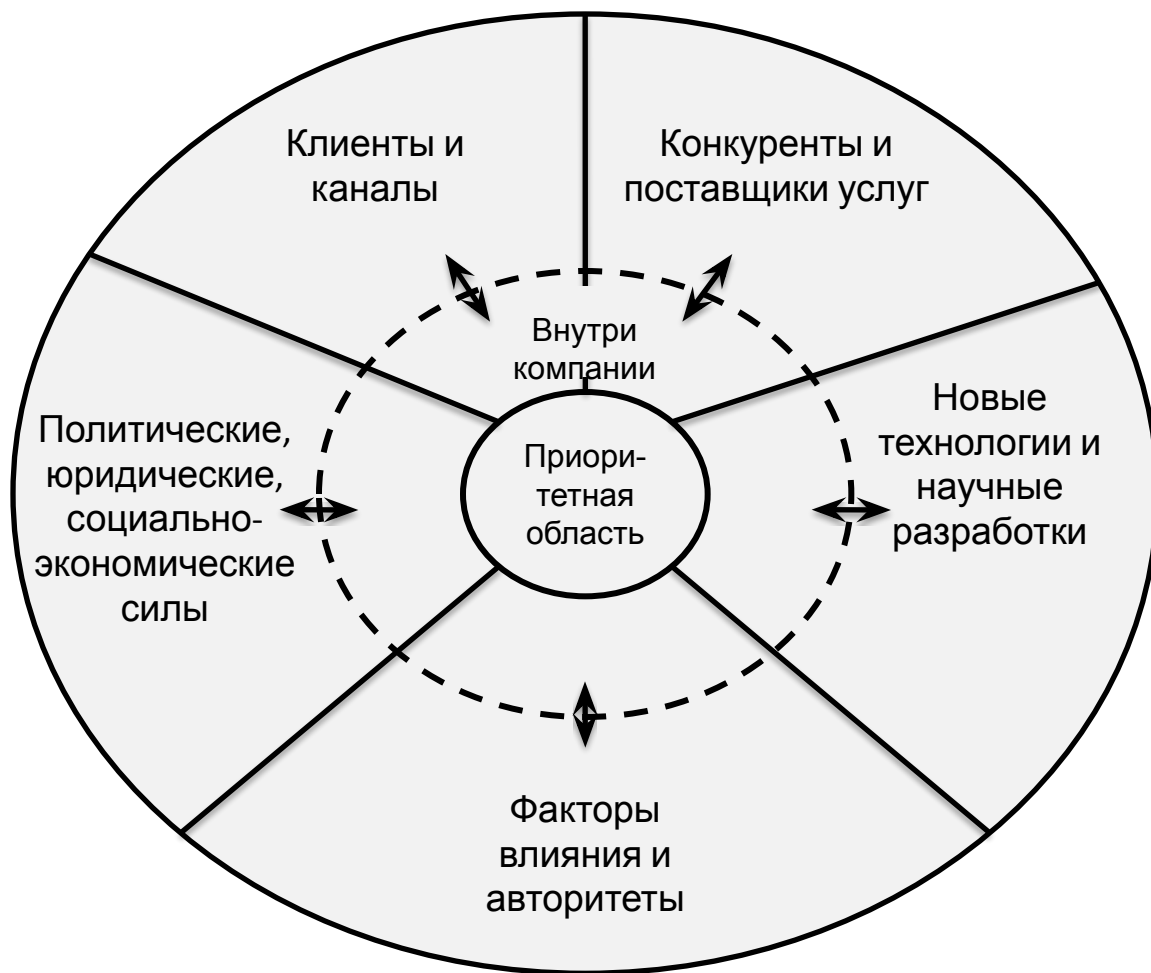 Клиенты и
каналы
Конкуренты и
поставщики услуг
Внутри
компании
Политические,
юридические,
социально-
экономические
силы
Приори-
тетная
область
Новые
технологии и
научные
разработки
Факторы
влияния и
авторитеты